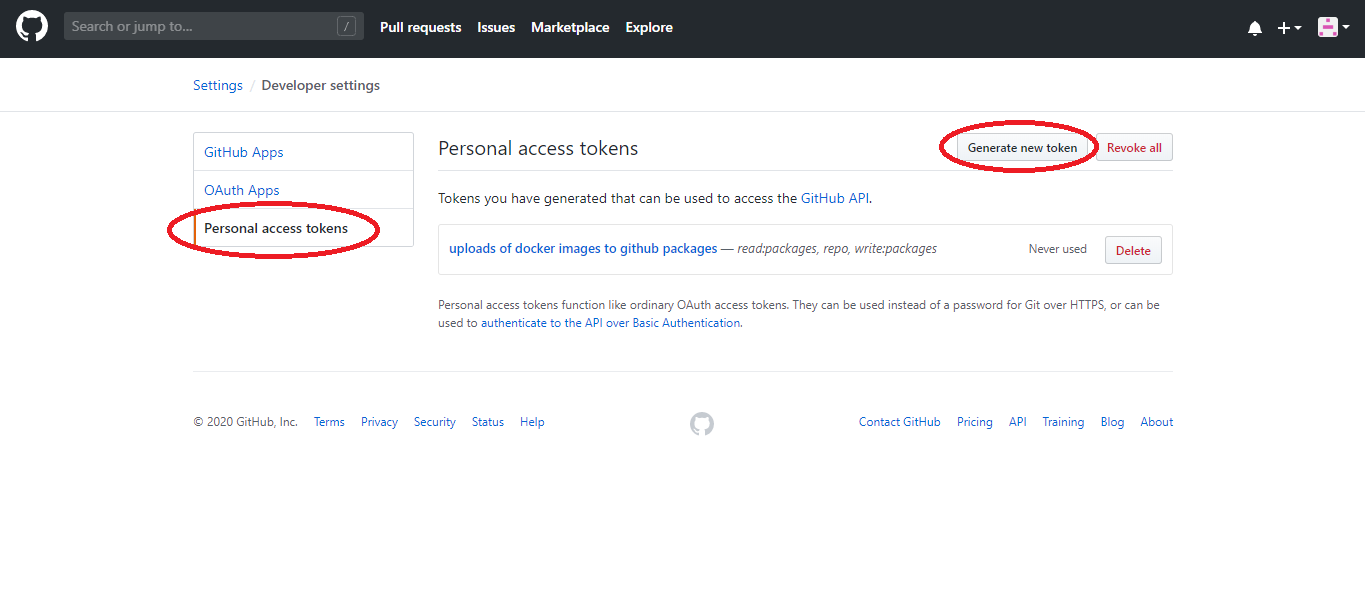 Search or jump to... / Pull requests Issues Marketplace Explore
Settings / Developer settings
GitHub Apps
OAuth Apps
Personal access tokens
Personal access tokens Generate new token Revoke all
Tokens you have generated that can be used to access the GitHub API.
uploads of docker images to github packages — read:packages, repo, write:packages Never used Delete
Personal access tokens function like ordinary OAuth access tokens. They can be used instead of a password for Git over HTTPS, or can be
used to authenticate to the API over Basic Authentication.
© 2020 GitHub, Inc. Terms Privacy Security Status Help Contact GitHub Pricing API Training Blog About